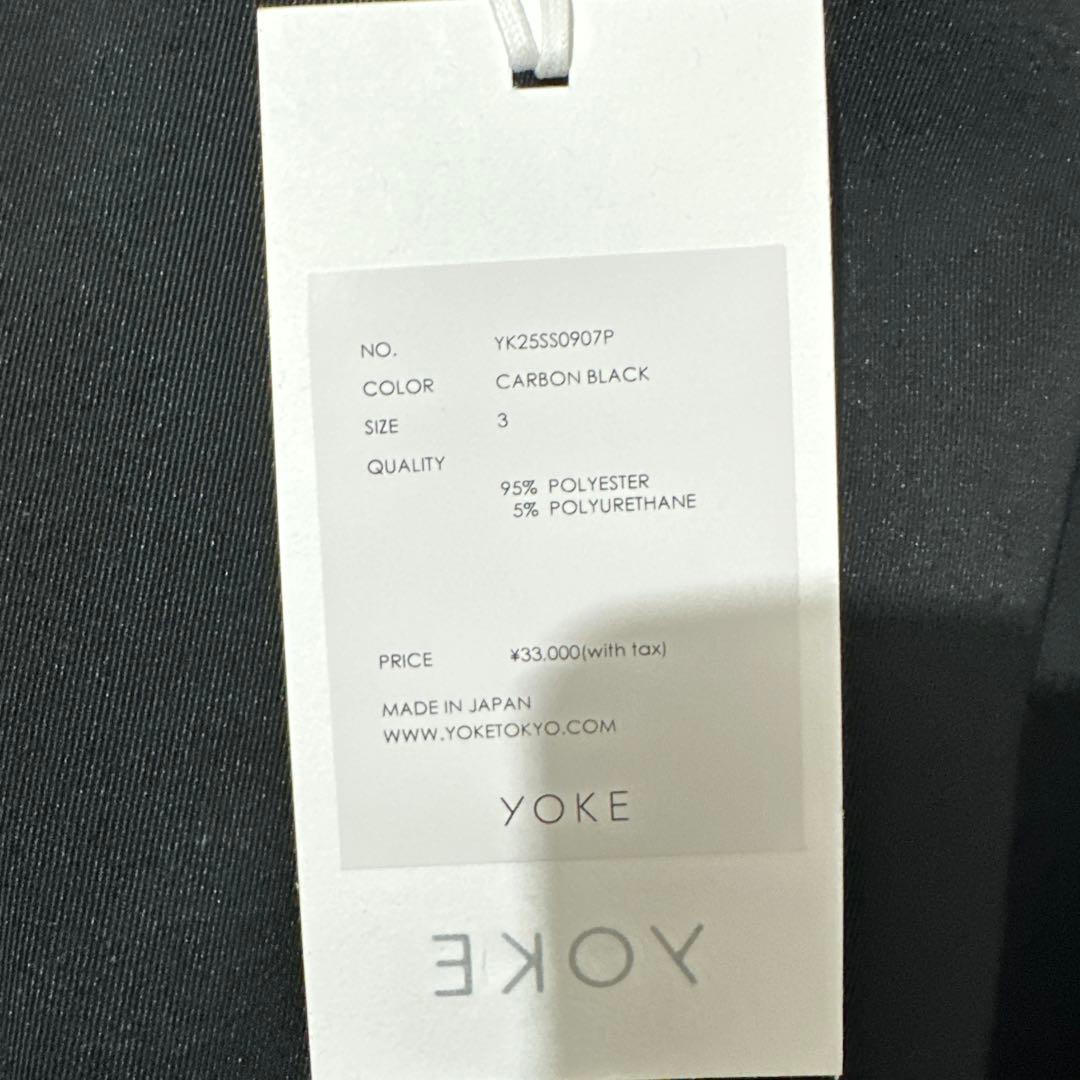 NO. YK25SS0907P
COLOR CARBON BLACK
SIZE 3
QUALITY
95% POLYESTER
5% POLYURETHANE
PRICE ¥33.000(with tax)
MADE IN JAPAN
WWW.YOKETOKYO.COM
YOKE
YOKE